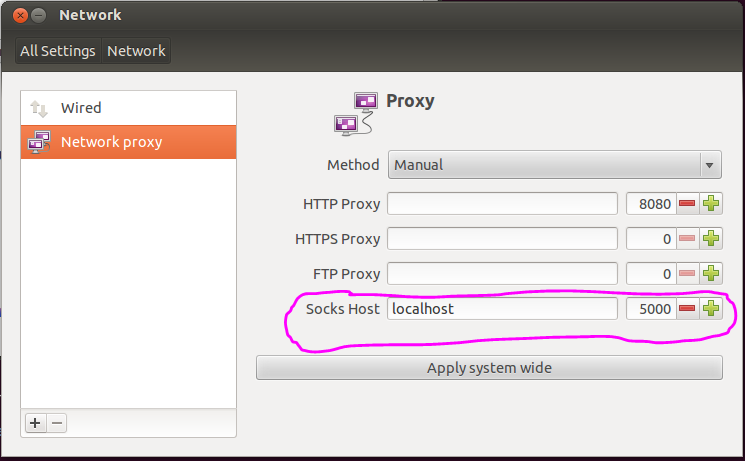 Network
All Settings Network
Wired
Network proxy
Proxy
Method Manual
HTTP Proxy 8080
HTTPS Proxy 0
FTP Proxy 0
Socks Host localhost 5000
Apply system wide